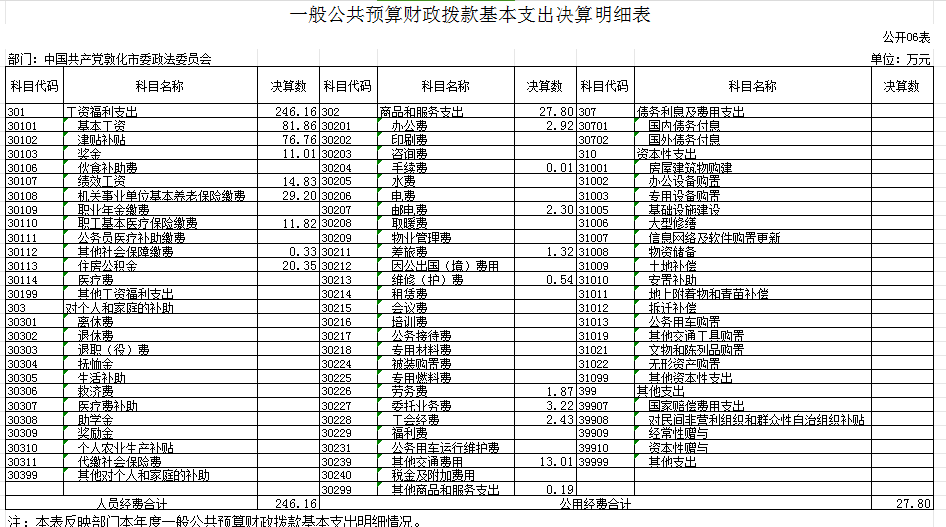 一般公共预算财政拨款基本支出决算明细表
公开06表
部门：中国共产党敦化市委政法委员会 单位：万元
科目代码 科目名称 决算数 科目代码 科目名称 决算数 科目代码 科目名称 决算数
301 工资福利支出 246.16 302 商品和服务支出 27.80 307 债务利息及费用支出
30101 基本工资 81.86 30201 办公费 2.92 30701 国内债务付息
30102 津贴补贴 76.76 30202 印刷费 30702 国外债务付息
30103 奖金 11.01 30203 咨询费 310 资本性支出
30106 伙食补助费 30204 手续费 0.01 31001 房屋建筑物购建
30107 绩效工资 14.83 30205 水费 31002 办公设备购置
30108 机关事业单位基本养老保险缴费 29.20 30206 电费 31003 专用设备购置
30109 职业年金缴费 30207 邮电费 2.30 31005 基础设施建设
30110 职工基本医疗保险缴费 11.82 30208 取暖费 31006 大型修缮
30111 公务员医疗补助缴费 30209 物业管理费 31007 信息网络及软件购置更新
30112 其他社会保障缴费 0.33 30211 差旅费 1.32 31008 物资储备
30113 住房公积金 20.35 30212 因公出国（境）费用 31009 土地补偿
30114 医疗费 30213 维修（护）费 0.54 31010 安置补助
30199 其他工资福利支出 30214 租赁费 31011 地上附着物和青苗补偿
303 对个人和家庭的补助 30215 会议费 31012 拆迁补偿
30301 离休费 30216 培训费 31013 公务用车购置
30302 退休费 30217 公务接待费 31019 其他交通工具购置
30303 退职（役）费 30218 专用材料费 31021 文物和陈列品购置
30304 抚恤金 30224 被装购置费 31022 无形资产购置
30305 生活补助 30225 专用燃料费 31099 其他资本性支出
30306 救济费 30226 劳务费 1.87 399 其他支出
30307 医疗费补助 30227 委托业务费 3.22 39907 国家赔偿费用支出
30308 助学金 30228 工会经费 2.43 39908 对民间非营利组织和群众性自治组织补贴
30309 奖励金 30229 福利费 39909 经常性赠与
30310 个人农业生产补贴 30231 公务用车运行维护费 39910 资本性赠与
30311 代缴社会保险费 30239 其他交通费用 13.01 39999 其他支出
30399 其他对个人和家庭的补助 30240 税金及附加费用
30299 其他商品和服务支出 0.19
人员经费合计 246.16 公用经费合计 27.80
注：本表反映部门本年度一般公共预算财政拨款基本支出明细情况。